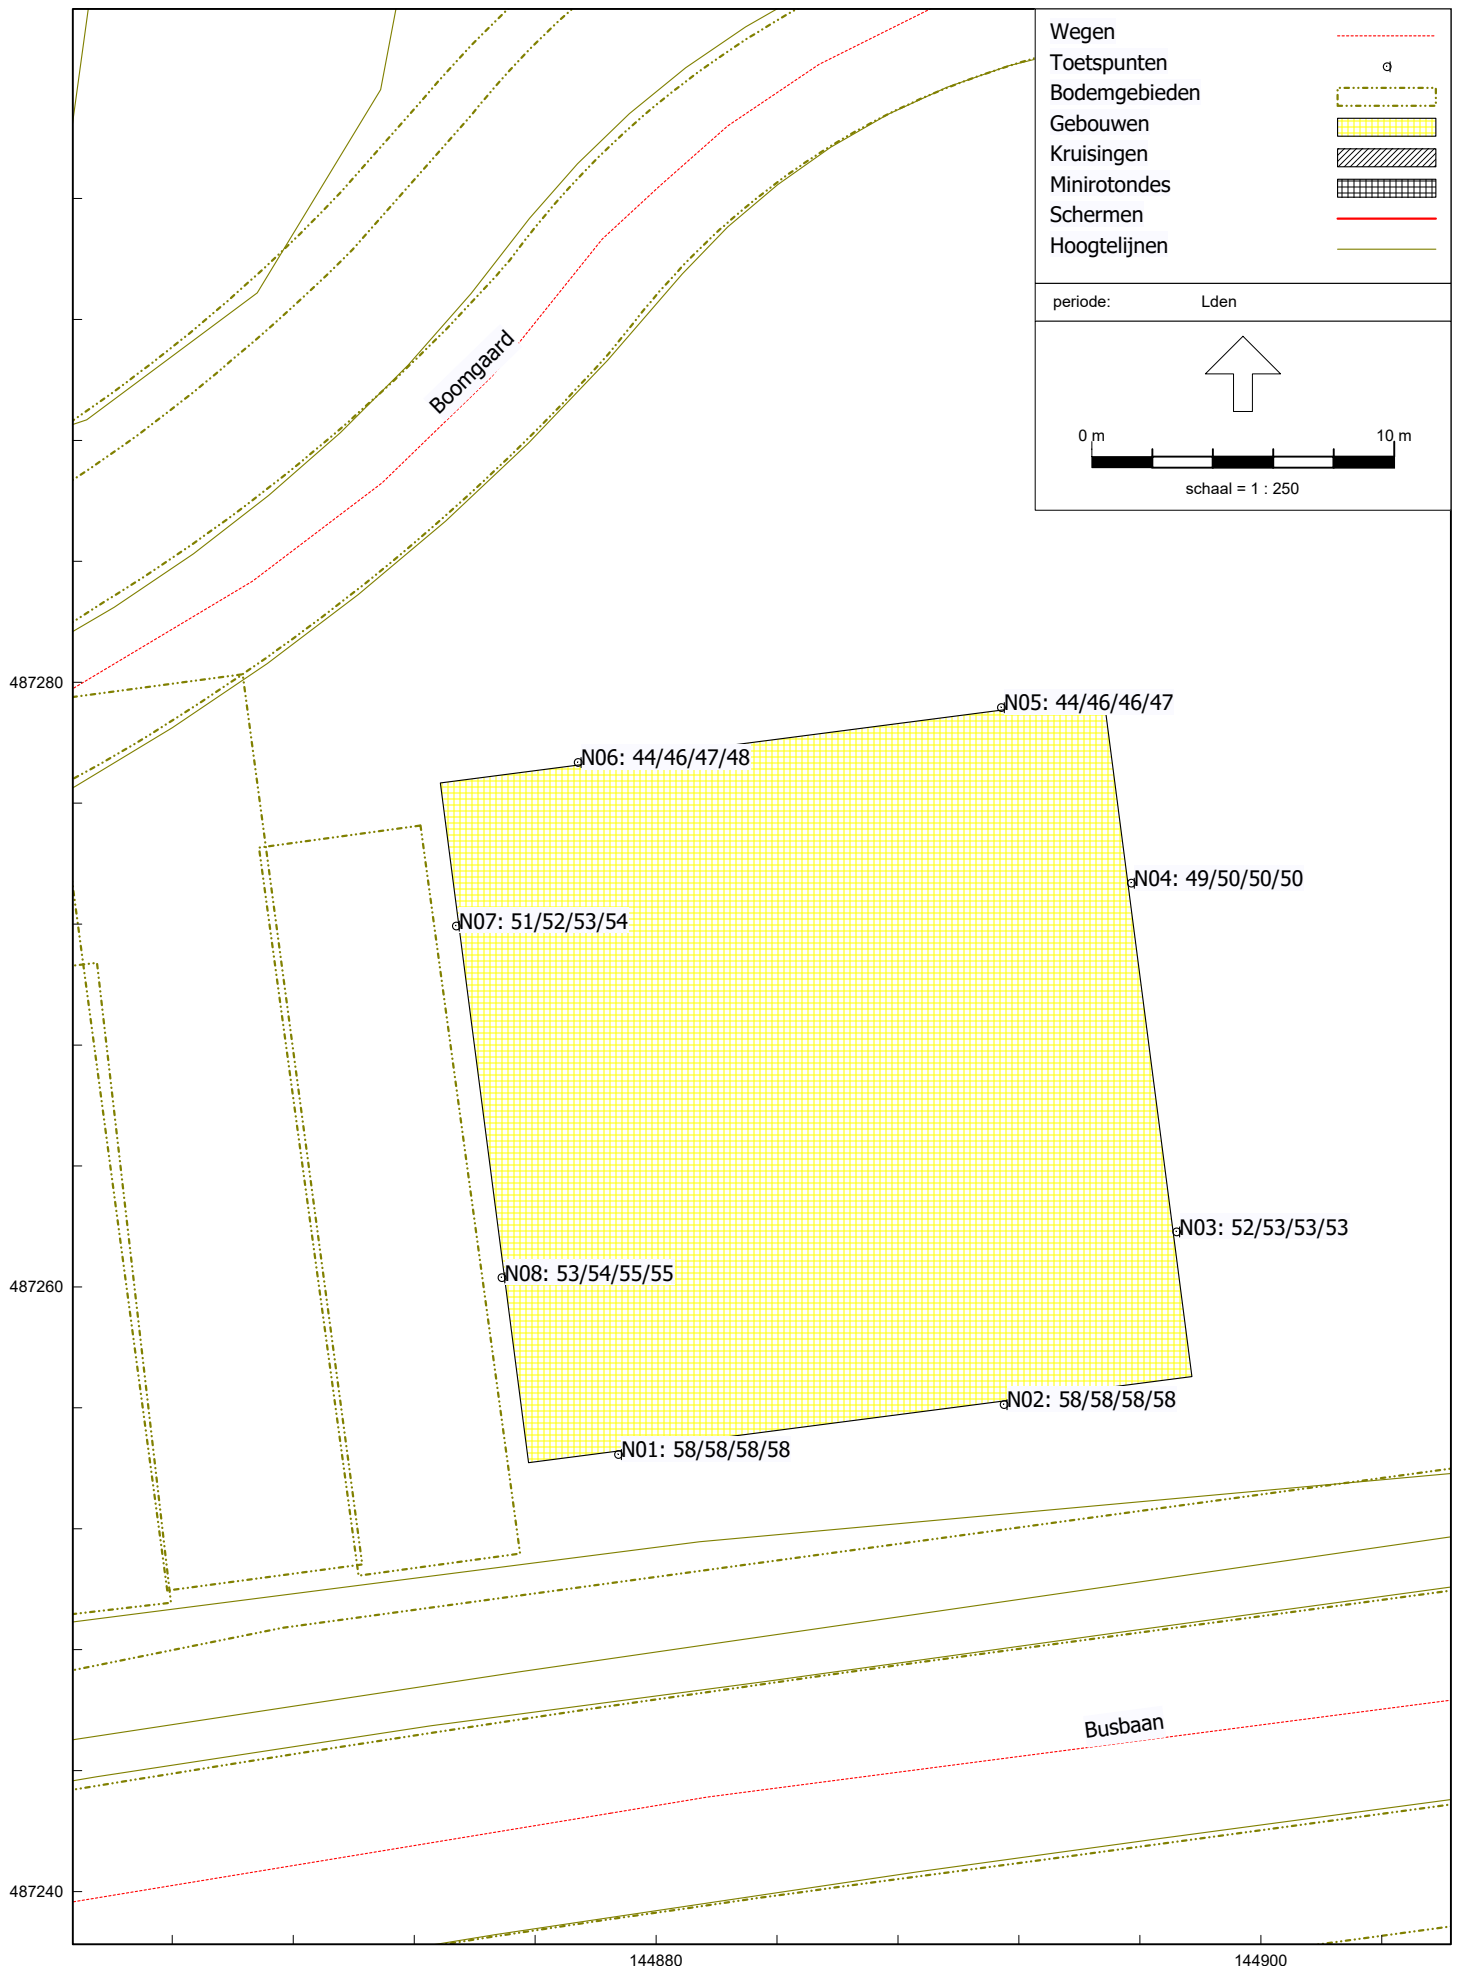 Wegen
Toetspunten
Bodemgebieden
Gebouwen
Kruisingen
Minirotondes
Schermen
Hoogtelijnen
periode: Lden
0 m 10 m
schaal = 1 : 250
Boomgaard
487280
N05: 44/46/46/47
N06: 44/46/47/48
N04: 49/50/50/50
N07: 51/52/53/54
N03: 52/53/53/53
N08: 53/54/55/55
487260
N02: 58/58/58/58
N01: 58/58/58/58
Busbaan
487240
144880 144900